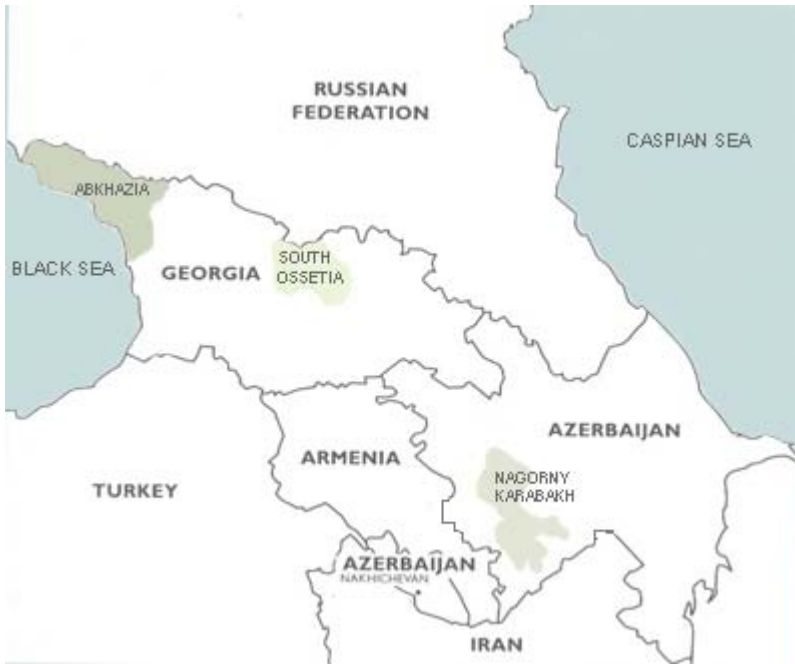 RUSSIAN
FEDERATION
CASPIAN SEA
ABKHAZIA
BLACK SEA
GEORGIA
SOUTH
OSSETIA
AZERBAIJAN
ARMENIA
NAGORNY
KARABAKH
TURKEY
AZERBAIJAN
NAKHICHEVAN
IRAN